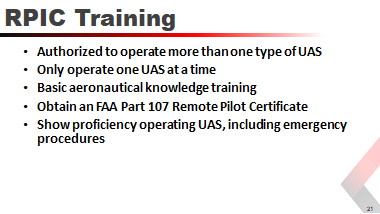 RPIC Training
• Authorized to operate more than one type of UAS
• Only operate one UAS at a time
• Basic aeronautical knowledge training
• Obtain an FAA Part 107 Remote Pilot Certificate
• Show proficiency operating UAS, including emergency
procedures
21